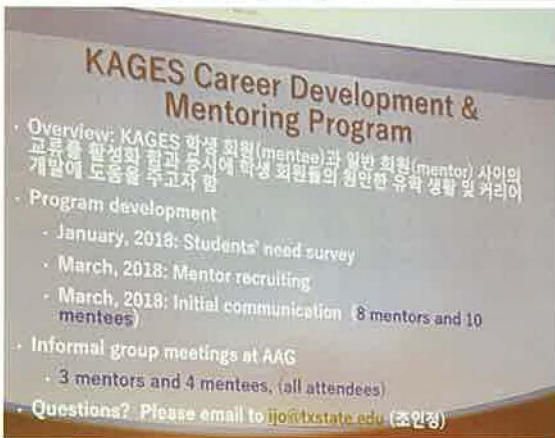 KAGES Career Development &
Mentoring Program
· Overview: KAGES 학생 회원(mentee)과 일반 회원(mentor) 사이의
교류를 활성화 함과 동시에 학생 회원들의 원만한 유학 생활 및 커리어
개발에 도움을 주고자 함
· Program development
· January, 2018: Students' need survey
· March, 2018: Mentor recruiting
· March, 2018: Initial communication (8 mentors and 10
mentees)
· Informal group meetings at AAG
· 3 mentors and 4 mentees, (all attendees)
· Questions? Please email to ijo@txstate.edu (조인정)